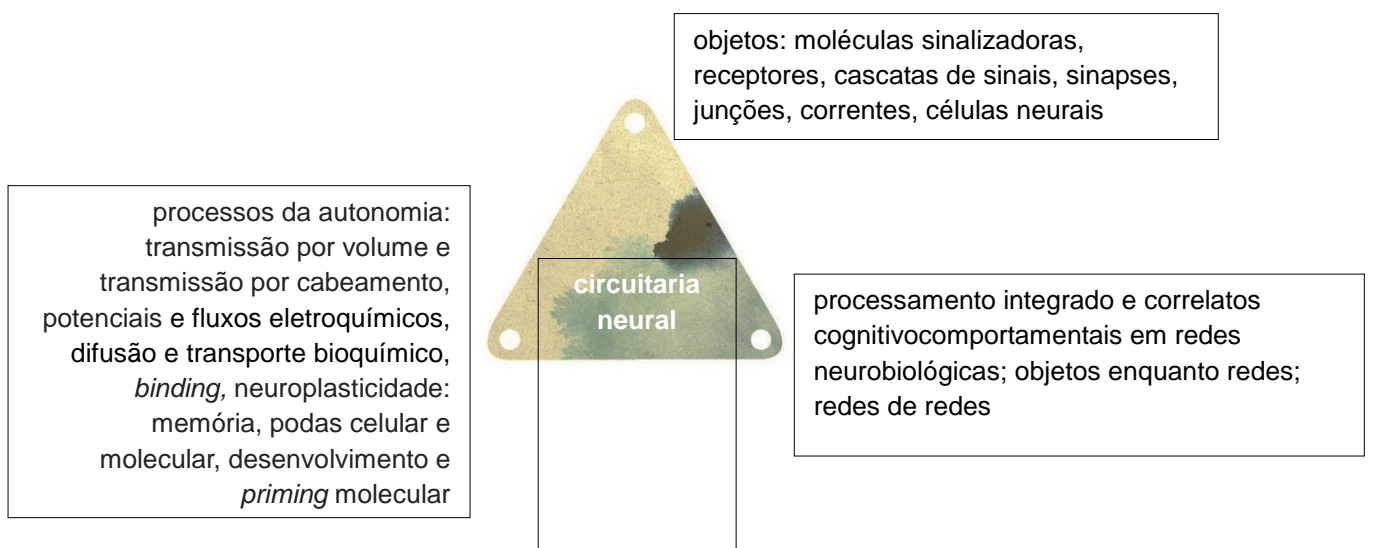 objetos: moléculas sinalizadoras,
receptores, cascatas de sinais, sinapses,
junções, correntes, células neurais
processos da autonomia:
transmissão por volume e
transmissão por cabeamento,
potenciais e fluxos eletroquímicos,
difusão e transporte bioquímico,
binding, neuroplasticidade:
memória, podas celular e
molecular, desenvolvimento e
priming molecular
circuitaria
neural
processamento integrado e correlatos
cognitivocomportamentais em redes
neurobiológicas; objetos enquanto redes;
redes de redes